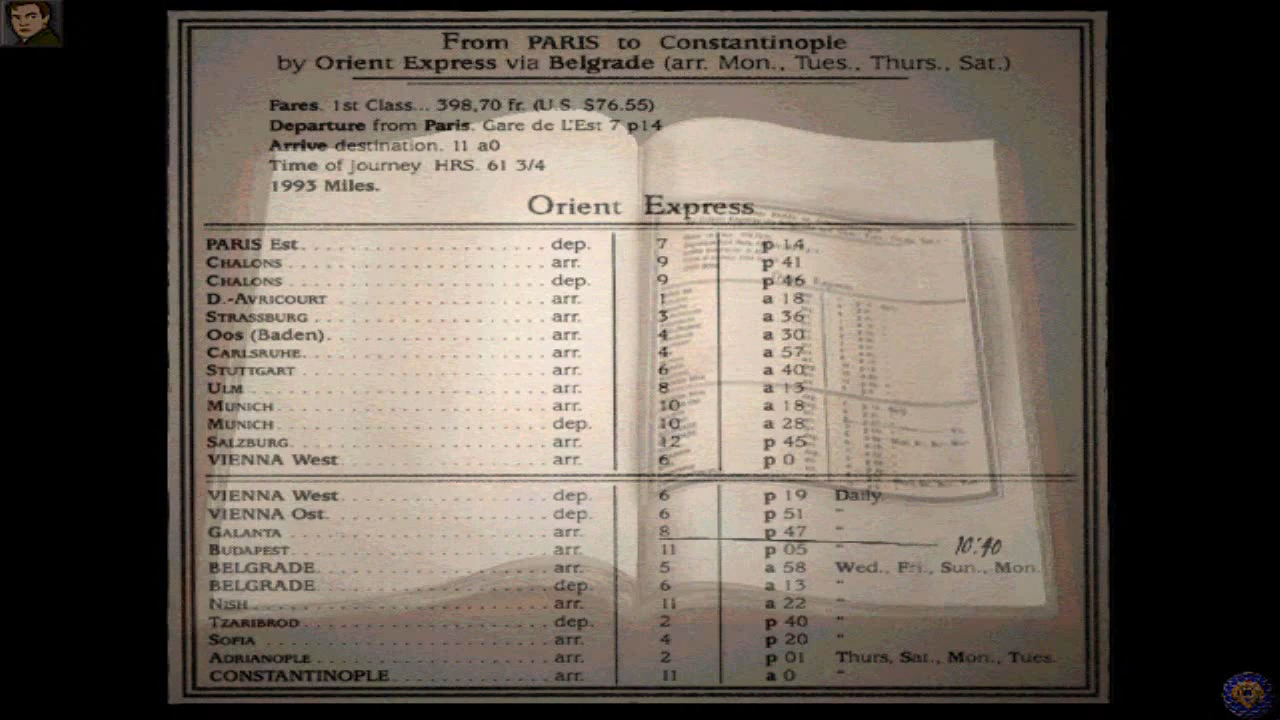 From PARIS to Constantinople
by Orient Express via Belgrade (arr. Mon., Tues., Thurs., Sat.)
Fares. 1st Class... 398,70 fr. (U.S. $76.55)
Departure from Paris. Gare de L'Est 7 p14
Arrive destination. 11 a0
Time of Journey HRS. 61 3/4
1993 Miles.
Orient Express
PARIS Est dep. 7 p 14
CHALONS arr. 9 p 41
CHALONS dep. 9 p 46
D.-AVRICOURT arr. 1 a 18
STRASSBURG arr. 3 a 36
Oos (Baden) arr. 4 a 30
CARLSRUHE arr. 4 a 57
STUTTGART arr. 6 a 40
ULM arr. 8 a 13
MUNICH arr. 10 a 18
MUNICH dep. 10 a 28
SALZBURG arr. 12 p 45
VIENNA West arr. 6 p 0
VIENNA West dep. 6 p 19 Daily
VIENNA Ost dep. 6 p 51 "
GALANTA arr. 8 p 47 "
10:40
BUDAPEST arr. 11 p 05 "
BELGRADE arr. 5 a 58 Wed., Fri., Sun., Mon.
BELGRADE dep. 6 a 13 "
NISH arr. 11 a 22 "
TZARIBROD dep. 2 p 40 "
SOFIA arr. 4 p 20 "
ADRIANOPLE arr. 2 p 01 Thurs, Sat., Mon., Tues.
CONSTANTINOPLE arr. 11 a 0 "